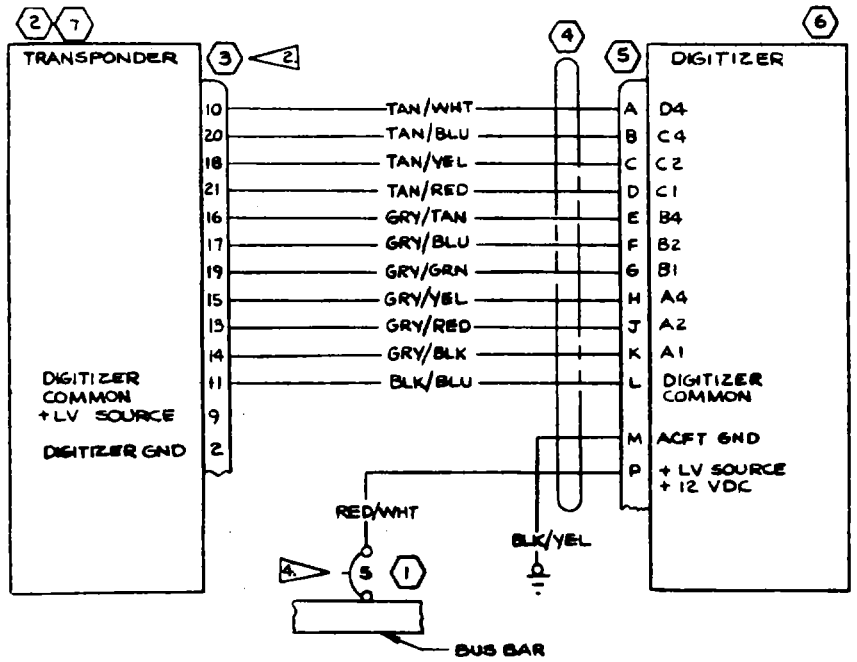 2 7
4
6
TRANSPONDER
3 2
5
DIGITIZER
10 TAN/WHT A D4
20 TAN/BLU B C4
18 TAN/YEL C C2
21 TAN/RED D C1
16 GRY/TAN E B4
17 GRY/BLU F B2
19 GRY/GRN G B1
15 GRY/YEL H A4
13 GRY/RED J A2
14 GRY/BLK K A1
11 BLK/BLU L DIGITIZER
COMMON
DIGITIZER
COMMON
+LV SOURCE 9
DIGITIZER GND 2
M ACFT GND
P + LV SOURCE
+ 12 VDC
RED/WHT
BLK/YEL
4. 5 1
BUS BAR